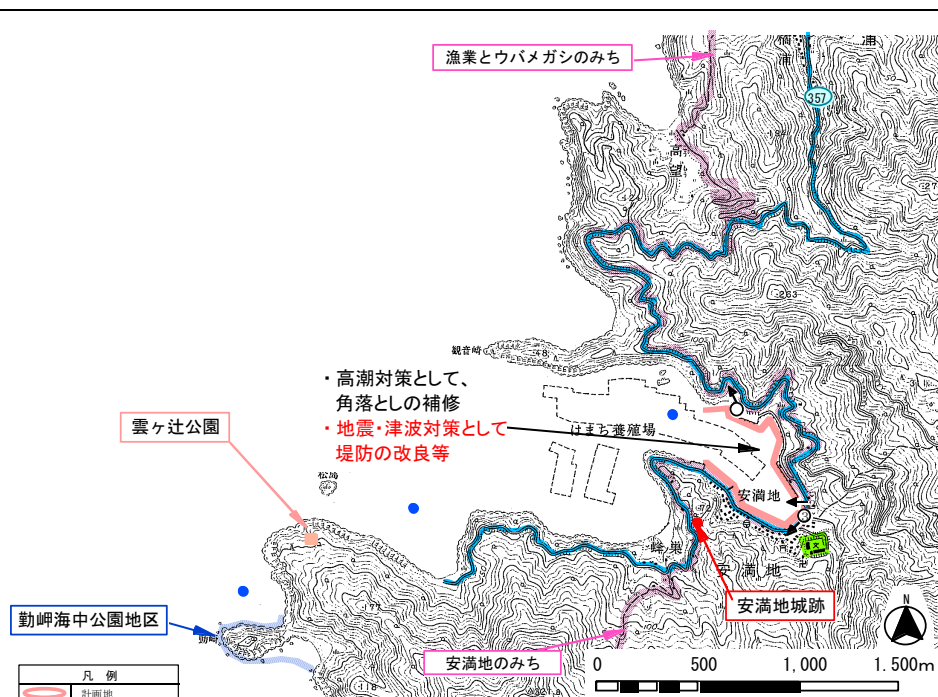 漁業とウバメガシのみち
浦
357
高望
観音崎
・高潮対策として、
角落としの補修
・地震・津波対策として
堤防の改良等
はまち養殖場
雲ヶ辻公園
松島
安満地
安満地
安満地城跡
勤岬海中公園地区
安満地のみち
N
0 500 1,000 1,500m
凡 例
計画地